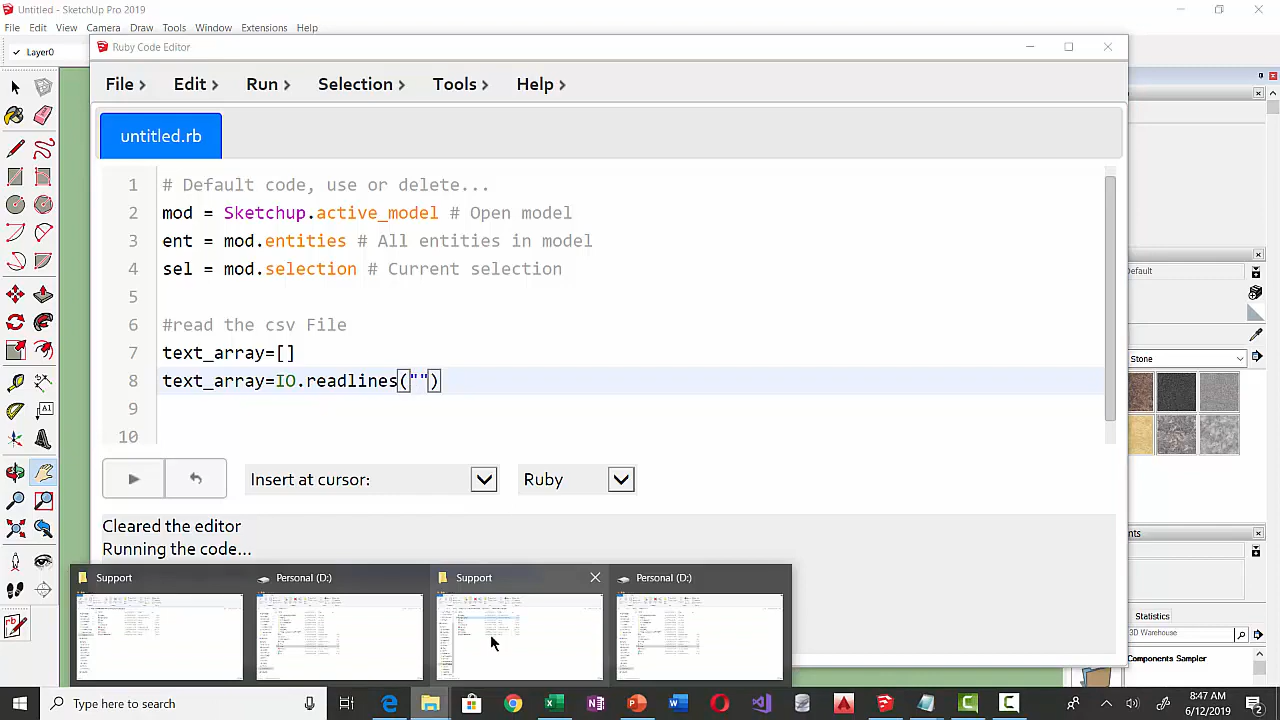 Untitled - SketchUp Pro 2019
File Edit View Camera Draw Tools Window Extensions Help
Layer0
Ruby Code Editor
File Edit Run Selection Tools Help
untitled.rb
1 # Default code, use or delete...
2 mod = Sketchup.active_model # Open model
3 ent = mod.entities # All entities in model
4 sel = mod.selection # Current selection
5
6 #read the csv File
7 text_array=[]
8 text_array=IO.readlines("")
9
10
Insert at cursor: Ruby
Cleared the editor
Running the code...
Default
Stone
nts
Statistics
3D Warehouse
Components Sampler
Support Personal (D:) Support Personal (D:)
Type here to search
8:47 AM
6/12/2019